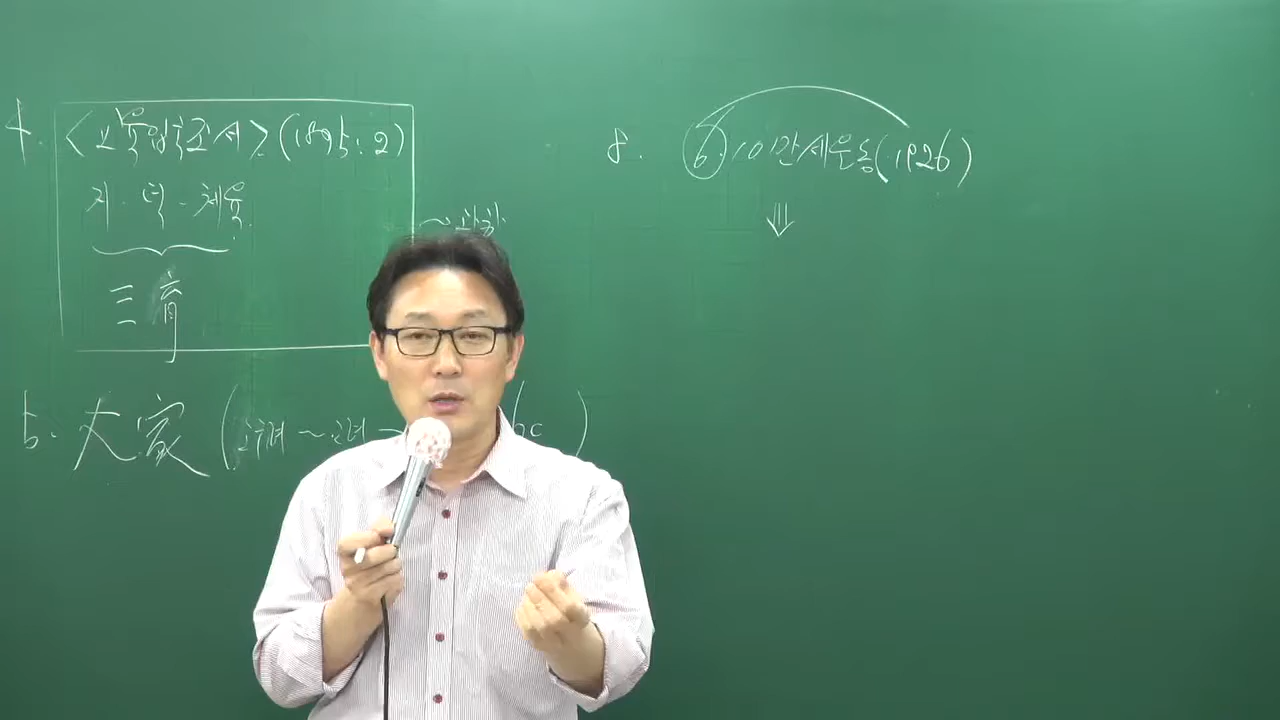 4. <교육입국조서>(1895.2)
지·덕·체육
三育
5. 大家(
8. 6.10만세운동(1926)